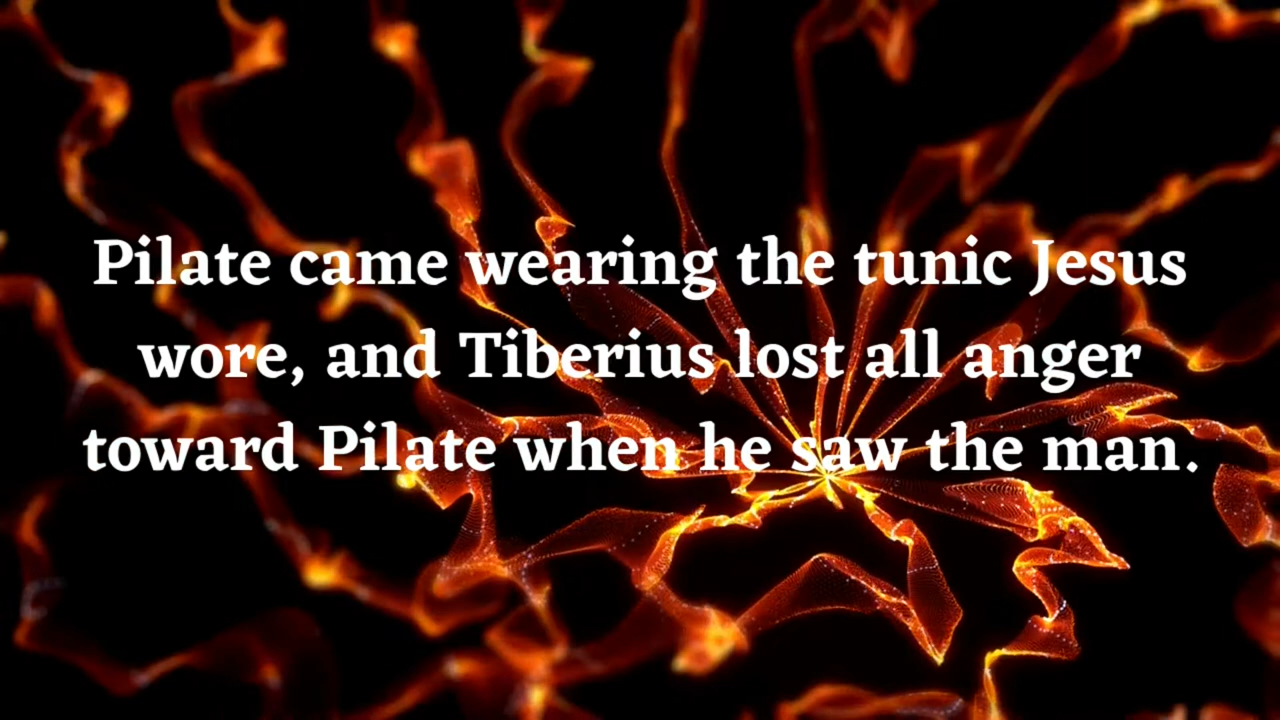 Pilate came wearing the tunic Jesus
wore, and Tiberius lost all anger
toward Pilate when he saw the man.